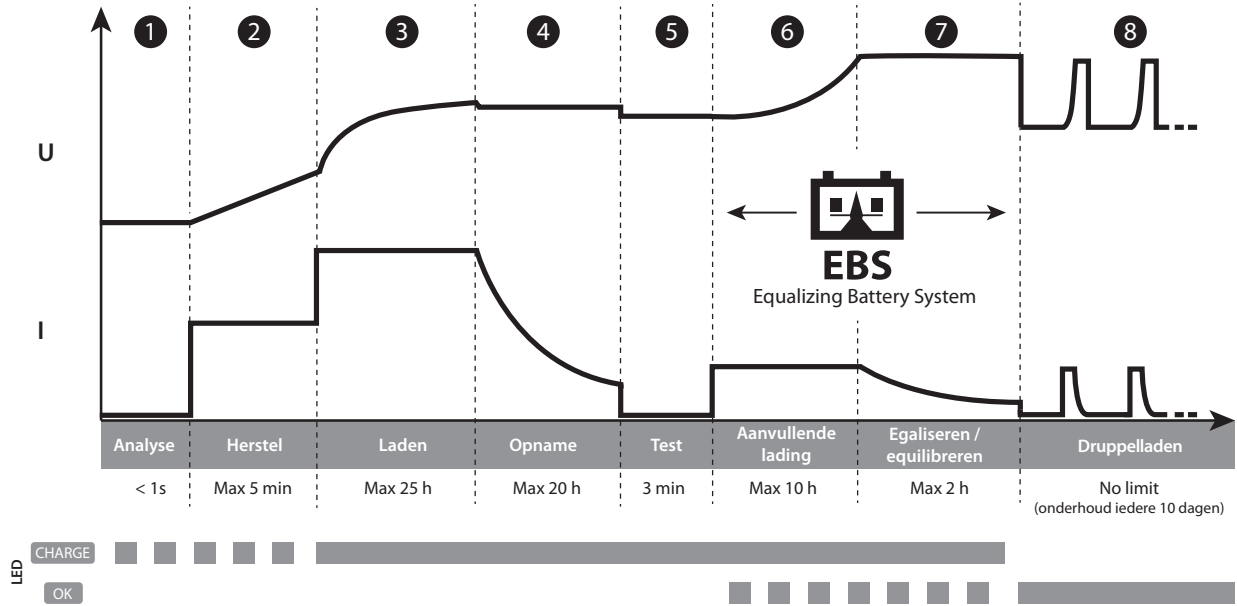 1 2 3 4 5 6 7 8
U
EBS
Equalizing Battery System
I
Analyse Herstel Laden Opname Test Aanvullende lading Egaliseren / equilibreren Druppelladen
< 1s Max 5 min Max 25 h Max 20 h 3 min Max 10 h Max 2 h No limit
(onderhoud iedere 10 dagen)
LED
CHARGE
OK